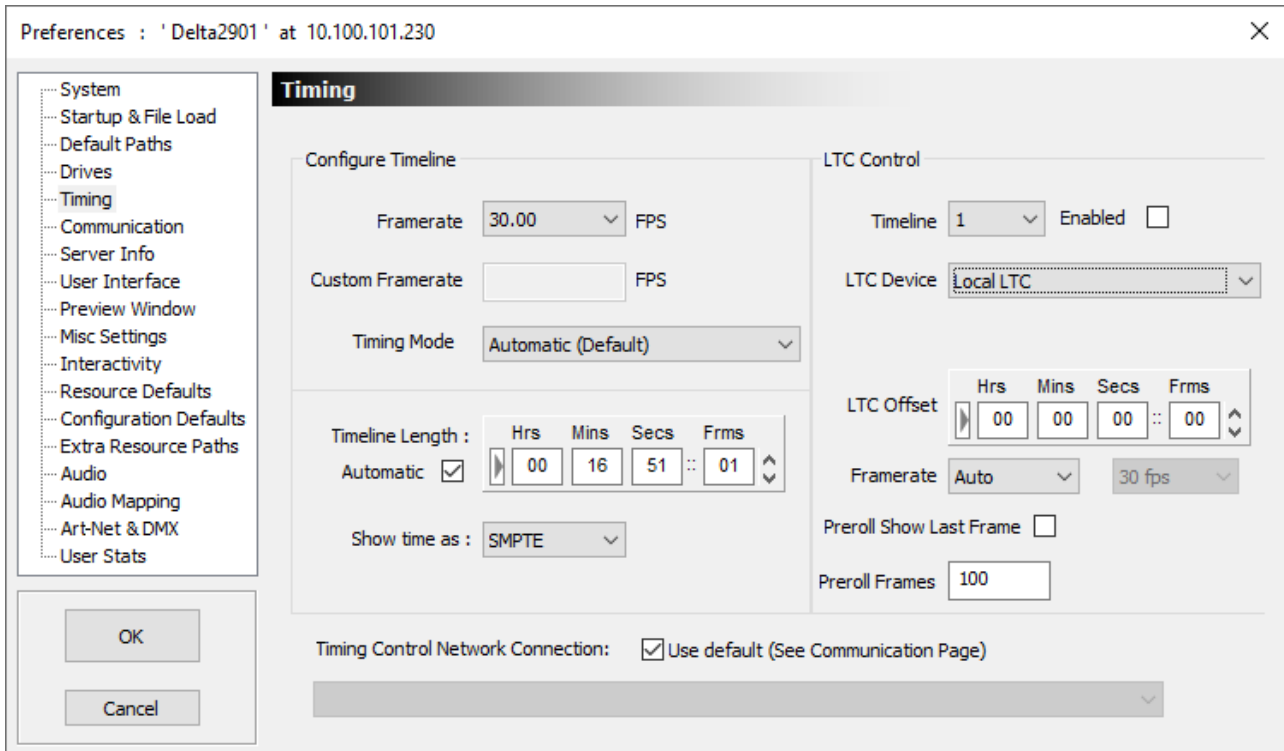 Preferences : ' Delta2901 ' at 10.100.101.230
System
Startup & File Load
Default Paths
Drives
Timing
Communication
Server Info
User Interface
Preview Window
Misc Settings
Interactivity
Resource Defaults
Configuration Defaults
Extra Resource Paths
Audio
Audio Mapping
Art-Net & DMX
User Stats
OK
Cancel
Timing
Configure Timeline
Framerate 30.00 FPS
Custom Framerate FPS
Timing Mode Automatic (Default)
Timeline Length :
Automatic
Hrs Mins Secs Frms
00 16 51 :: 01
Show time as : SMPTE
LTC Control
Timeline 1 Enabled
LTC Device Local LTC
LTC Offset
Hrs Mins Secs Frms
00 00 00 :: 00
Framerate Auto 30 fps
Preroll Show Last Frame
Preroll Frames 100
Timing Control Network Connection: Use default (See Communication Page)